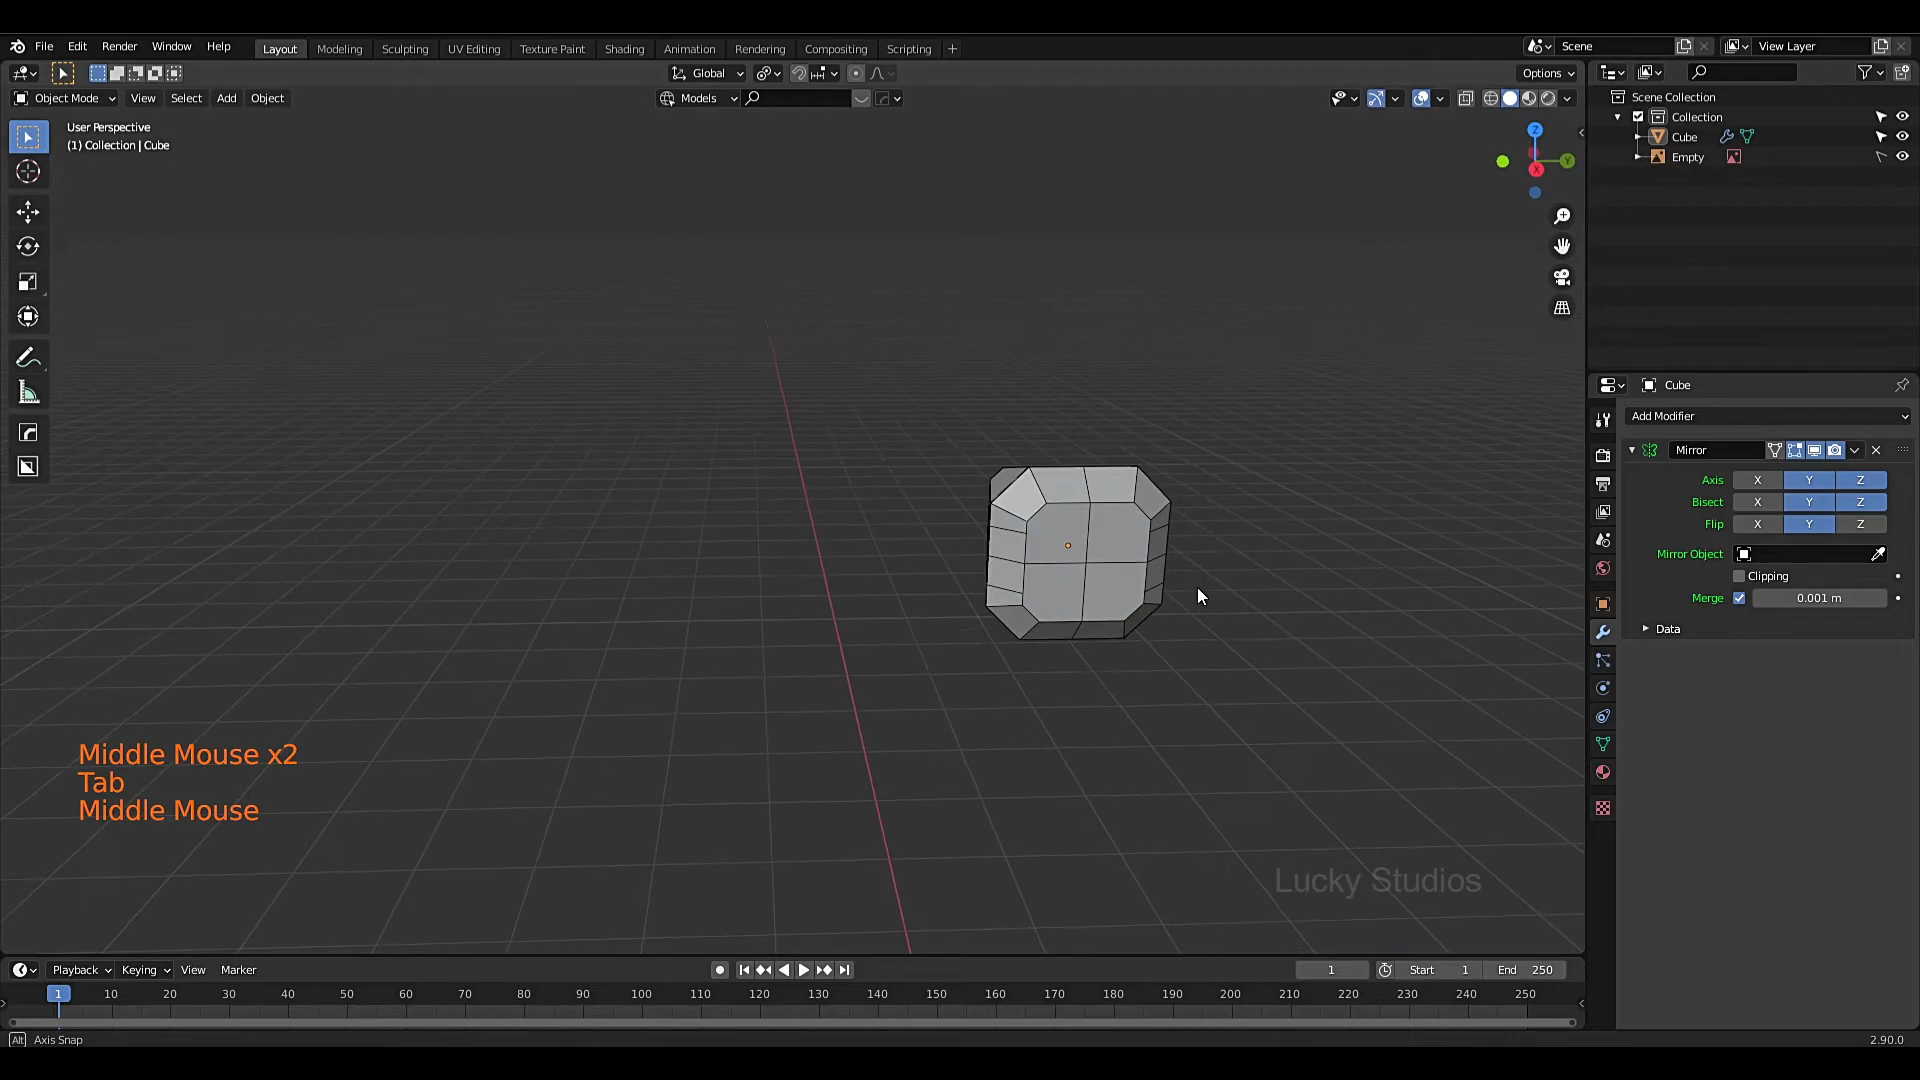 File Edit Render Window Help Layout Modeling Sculpting UV Editing Texture Paint Shading Animation Rendering Compositing Scripting + Scene View Layer
Global Options
Object Mode View Select Add Object Models
User Perspective
(1) Collection | Cube
Z
Y
X
Scene Collection
Collection
Cube
Empty
Cube
Add Modifier
Mirror
Axis X Y Z
Bisect X Y Z
Flip X Y Z
Mirror Object
Clipping
Merge 0.001 m
Data
Middle Mouse x2
Tab
Middle Mouse
Lucky Studios
Playback Keying View Marker 1 Start 1 End 250
1 10 20 30 40 50 60 70 80 90 100 110 120 130 140 150 160 170 180 190 200 210 220 230 240 250
Alt Axis Snap 2.90.0